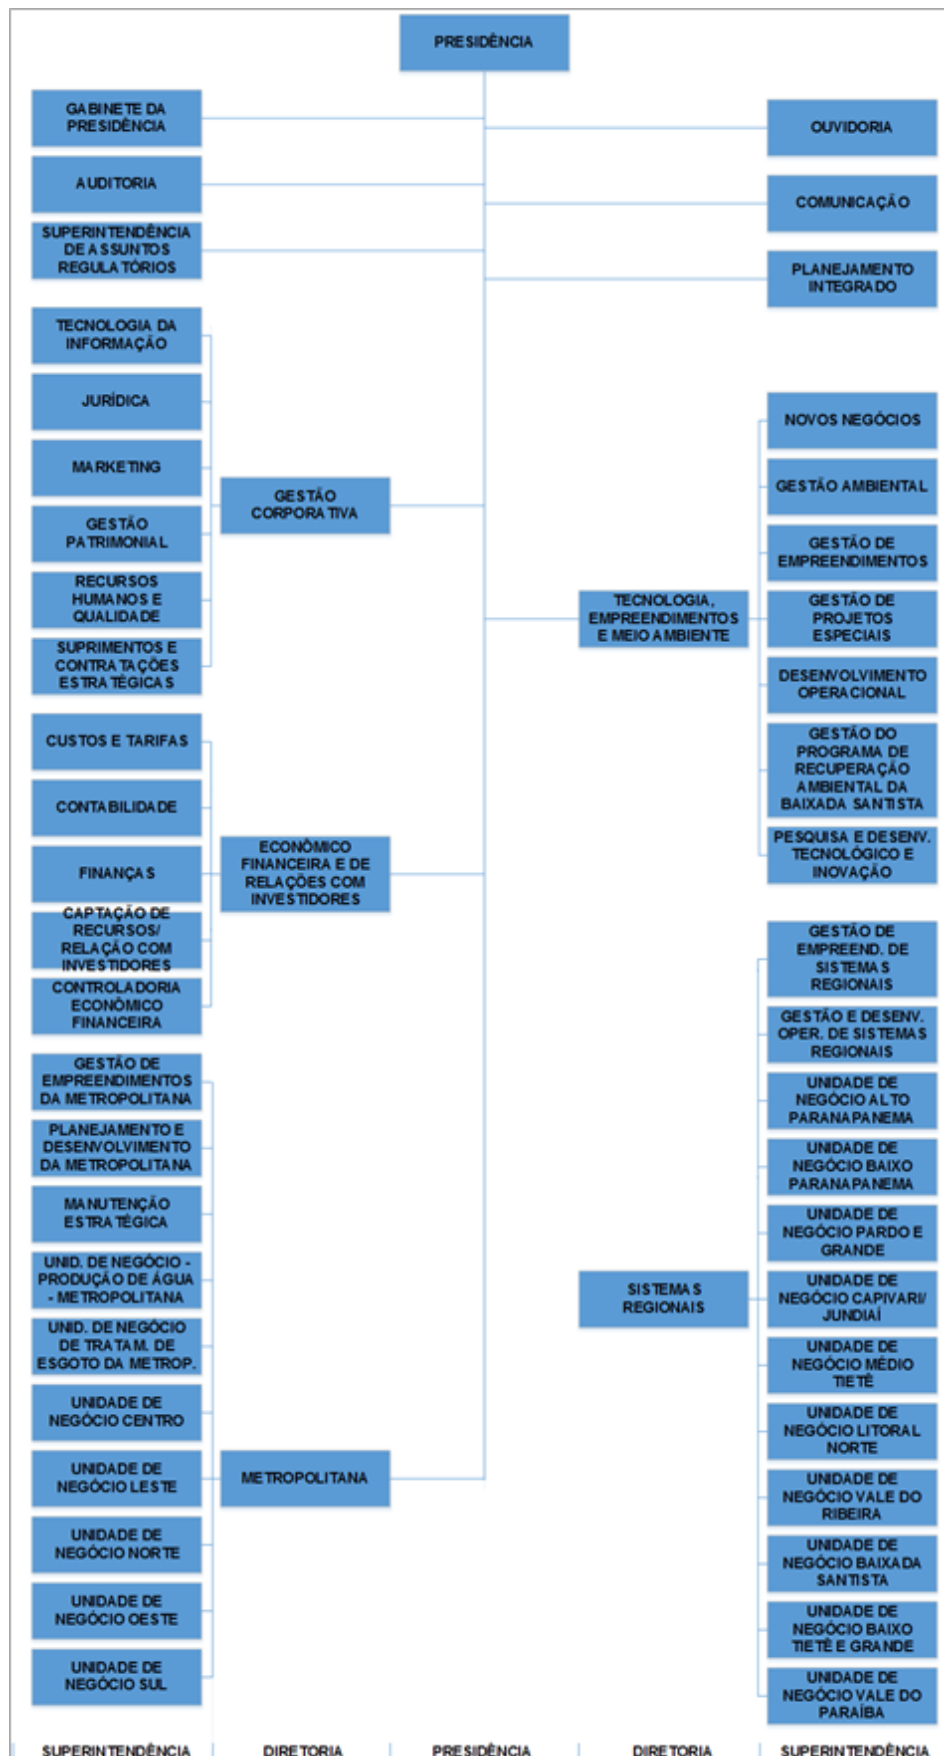 PRESIDÊNCIA
GABINETE DA
PRESIDÊNCIA
AUDITORIA
SUPERINTENDÊNCIA
DE ASSUNTOS
REGULATÓRIOS
OUVIDORIA
COMUNICAÇÃO
PLANEJAMENTO
INTEGRADO
TECNOLOGIA DA
INFORMAÇÃO
JURÍDICA
MARKETING
GESTÃO
PATRIMONIAL
RECURSOS
HUMANOS E
QUALIDADE
SUPRIMENTOS E
CONTRATAÇÕES
ESTRATÉGICAS
GESTÃO
CORPORATIVA
TECNOLOGIA,
EMPREENDIMENTOS
E MEIO AMBIENTE
NOVOS NEGÓCIOS
GESTÃO AMBIENTAL
GESTÃO DE
EMPREENDIMENTOS
GESTÃO DE
PROJETOS
ESPECIAIS
DESENVOLVIMENTO
OPERACIONAL
GESTÃO DO
PROGRAMA DE
RECUPERAÇÃO
AMBIENTAL DA
BAIXADA SANTISTA
PESQUISA E DESENV.
TECNOLÓGICO E
INOVAÇÃO
CUSTOS E TARIFAS
CONTABILIDADE
FINANÇAS
CAPTAÇÃO DE
RECURSOS/
RELAÇÃO COM
INVESTIDORES
CONTROLADORIA
ECONÔMICO
FINANCEIRA
ECONÔMICO
FINANCEIRA E DE
RELAÇÕES COM
INVESTIDORES
GESTÃO DE
EMPREENDIMENTOS
DA METROPOLITANA
PLANEJAMENTO E
DESENVOLVIMENTO
DA METROPOLITANA
MANUTENÇÃO
ESTRATÉGICA
UNID. DE NEGÓCIO -
PRODUÇÃO DE ÁGUA
- METROPOLITANA
UNID. DE NEGÓCIO
DE TRATAM. DE
ESGOTO DA METROP.
UNIDADE DE
NEGÓCIO CENTRO
UNIDADE DE
NEGÓCIO LESTE
UNIDADE DE
NEGÓCIO NORTE
UNIDADE DE
NEGÓCIO OESTE
UNIDADE DE
NEGÓCIO SUL
METROPOLITANA
SISTEMAS
REGIONAIS
GESTÃO DE
EMPREEND. DE
SISTEMAS
REGIONAIS
GESTÃO E DESENV.
OPER. DE SISTEMAS
REGIONAIS
UNIDADE DE
NEGÓCIO ALTO
PARANAPANEMA
UNIDADE DE
NEGÓCIO BAIXO
PARANAPANEMA
UNIDADE DE
NEGÓCIO PARDO E
GRANDE
UNIDADE DE
NEGÓCIO CAPIVARI/
JUNDIAÍ
UNIDADE DE
NEGÓCIO MÉDIO
TIETÊ
UNIDADE DE
NEGÓCIO LITORAL
NORTE
UNIDADE DE
NEGÓCIO VALE DO
RIBEIRA
UNIDADE DE
NEGÓCIO BAIXADA
SANTISTA
UNIDADE DE
NEGÓCIO BAIXO
TIETÊ E GRANDE
UNIDADE DE
NEGÓCIO VALE DO
PARAÍBA
SUPERINTENDÊNCIA
DIRETORIA
PRESIDÊNCIA
DIRETORIA
SUPERINTENDÊNCIA